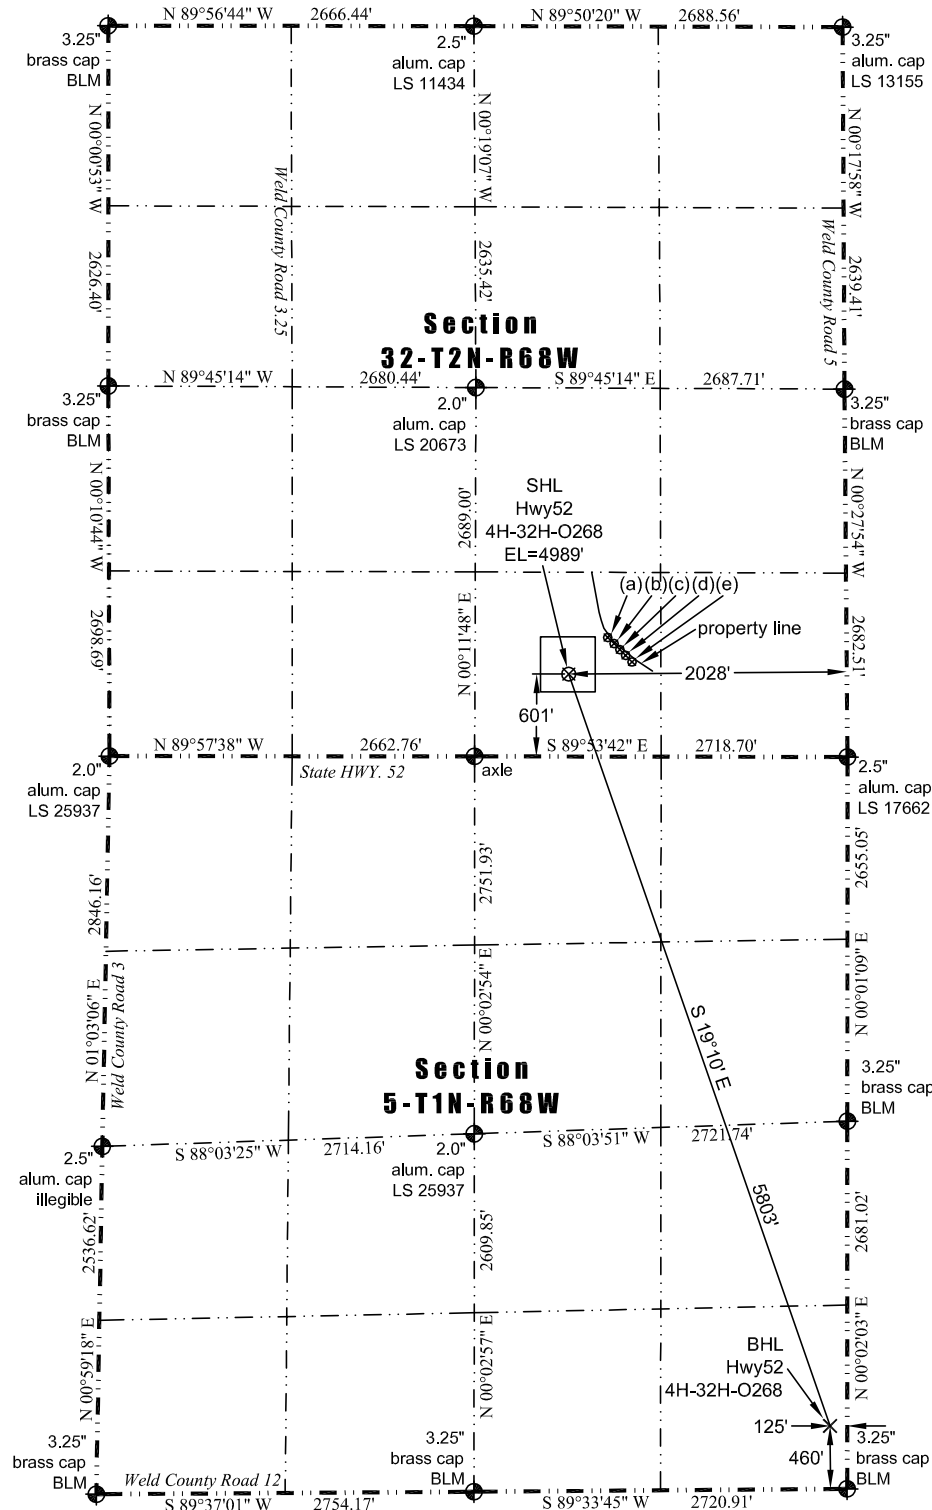 N 89°56'44" W 2666.44'
N 89°50'20" W 2688.56'
3.25"
brass cap
BLM
2.5"
alum. cap
LS 11434
3.25"
alum. cap
LS 13155
N 00°00'53" W
2626.40'
Weld County Road 3.25
N 00°19'07" W
2635.42'
Weld County Road 5
N 00°17'58" W
2639.41'
Section
32-T2N-R68W
N 89°45'14" W 2680.44'
S 89°45'14" E 2687.71'
3.25"
brass cap
BLM
2.0"
alum. cap
LS 20673
3.25"
brass cap
BLM
N 00°10'44" W
2698.69'
2689.00'
N 00°11'48" E
N 00°27'54" W
2682.51'
SHL
Hwy52
4H-32H-O268
EL=4989'
(a)(b)(c)(d)(e)
property line
2028'
601'
N 89°57'38" W 2662.76'
S 89°53'42" E 2718.70'
State HWY. 52
axle
2.0"
alum. cap
LS 25937
2.5"
alum. cap
LS 17662
2846.16'
N 01°03'06" E
Weld County Road 3
2751.93'
N 00°02'54" E
2655.05'
N 00°01'09" E
S 19°10' E
5803'
Section
5-T1N-R68W
3.25"
brass cap
BLM
S 88°03'25" W 2714.16'
S 88°03'51" W 2721.74'
2.5"
alum. cap
illegible
2.0"
alum. cap
LS 25937
2536.62'
N 00°59'18" E
2609.85'
N 00°02'57" E
2681.02'
N 00°02'03" E
BHL
Hwy52
4H-32H-O268
125'
460'
3.25"
brass cap
BLM
3.25"
brass cap
BLM
3.25"
brass cap
BLM
Weld County Road 12
S 89°37'01" W 2754.17'
S 89°33'45" W 2720.91'